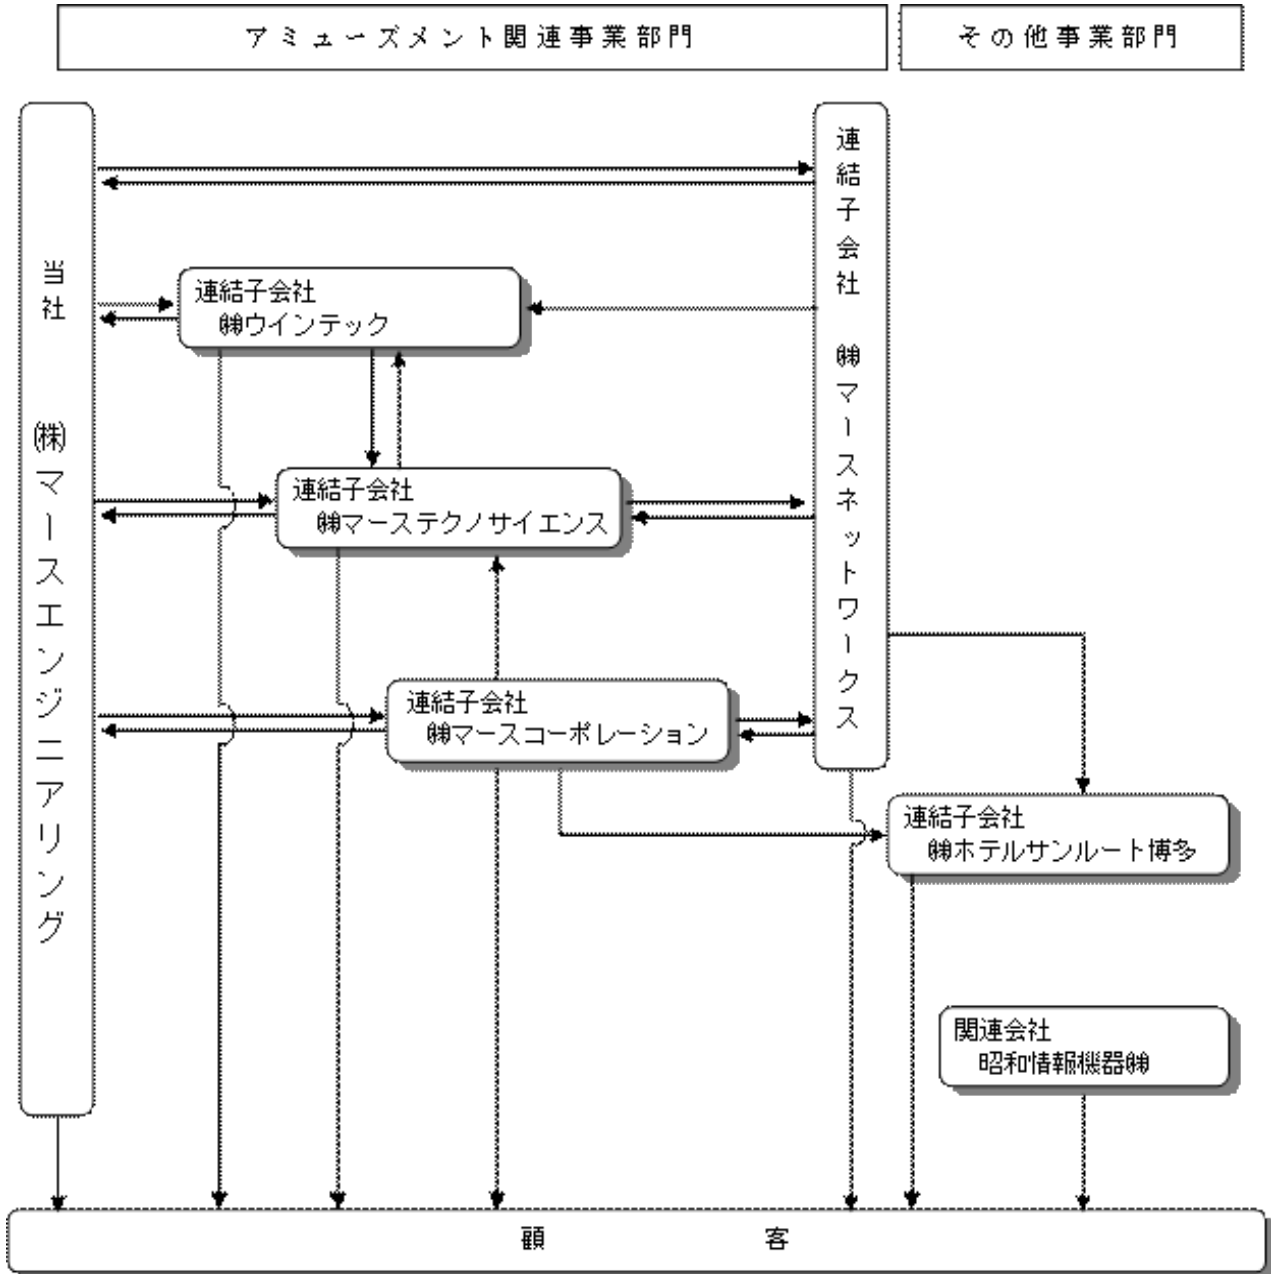 アミューズメント関連事業部門
その他事業部門
当社 ㈱マースエンジニアリング
連結子会社 ㈱マースネットワークス
連結子会社
㈱ウインテック
連結子会社
㈱マーステクノサイエンス
連結子会社
㈱マースコーポレーション
連結子会社
㈱ホテルサンルート博多
関連会社
昭和情報機器㈱
顧客